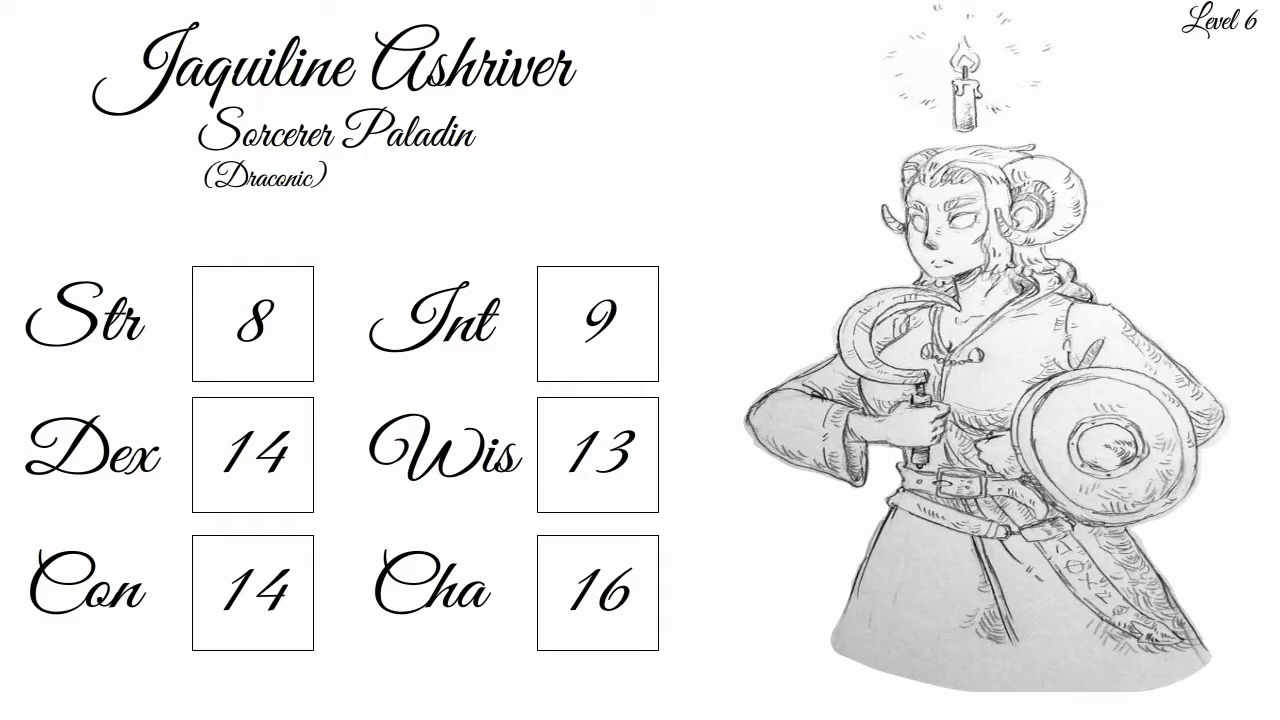 Level 6
Jaquiline Ashriver
Sorcerer Paladin
(Draconic)
Str 8 Int 9
Dex 14 Wis 13
Con 14 Cha 16